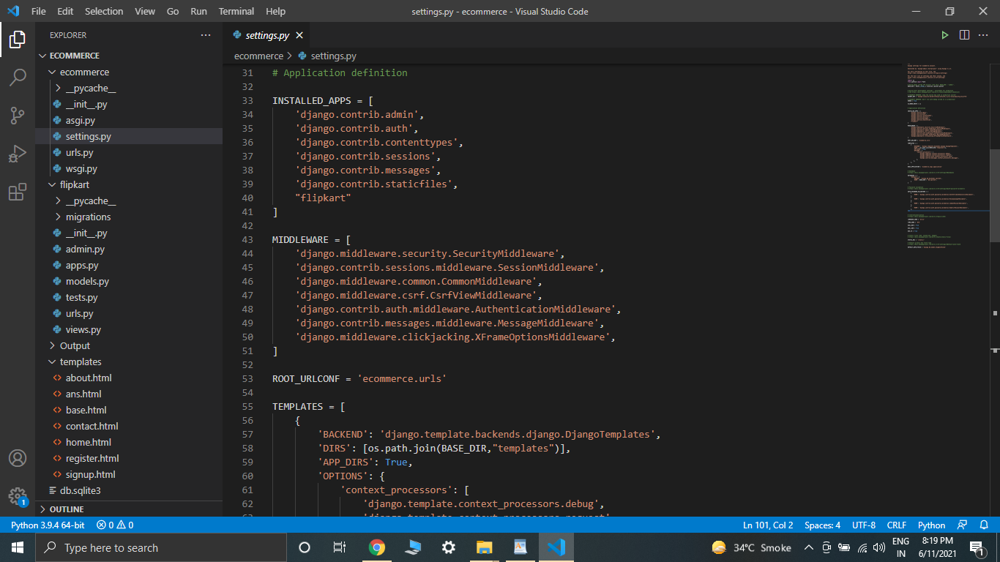 File Edit Selection View Go Run Terminal Help
settings.py - ecommerce - Visual Studio Code
EXPLORER
ECOMMERCE
ecommerce
__pycache__
__init__.py
asgi.py
settings.py
urls.py
wsgi.py
flipkart
__pycache__
migrations
__init__.py
admin.py
apps.py
models.py
tests.py
urls.py
views.py
Output
templates
about.html
ans.html
base.html
contact.html
home.html
register.html
signup.html
db.sqlite3
OUTLINE
settings.py
ecommerce > settings.py
31 # Application definition
32
33 INSTALLED_APPS = [
34 'django.contrib.admin',
35 'django.contrib.auth',
36 'django.contrib.contenttypes',
37 'django.contrib.sessions',
38 'django.contrib.messages',
39 'django.contrib.staticfiles',
40 "flipkart"
41 ]
42
43 MIDDLEWARE = [
44 'django.middleware.security.SecurityMiddleware',
45 'django.contrib.sessions.middleware.SessionMiddleware',
46 'django.middleware.common.CommonMiddleware',
47 'django.middleware.csrf.CsrfViewMiddleware',
48 'django.contrib.auth.middleware.AuthenticationMiddleware',
49 'django.contrib.messages.middleware.MessageMiddleware',
50 'django.middleware.clickjacking.XFrameOptionsMiddleware',
51 ]
52
53 ROOT_URLCONF = 'ecommerce.urls'
54
55 TEMPLATES = [
56 {
57 'BACKEND': 'django.template.backends.django.DjangoTemplates',
58 'DIRS': [os.path.join(BASE_DIR,"templates")],
59 'APP_DIRS': True,
60 'OPTIONS': {
61 'context_processors': [
62 'django.template.context_processors.debug',
1
Python 3.9.4 64-bit 0 0
Ln 101, Col 2 Spaces: 4 UTF-8 CRLF Python
Type here to search
34°C Smoke
ENG
IN
8:19 PM
6/11/2021
1